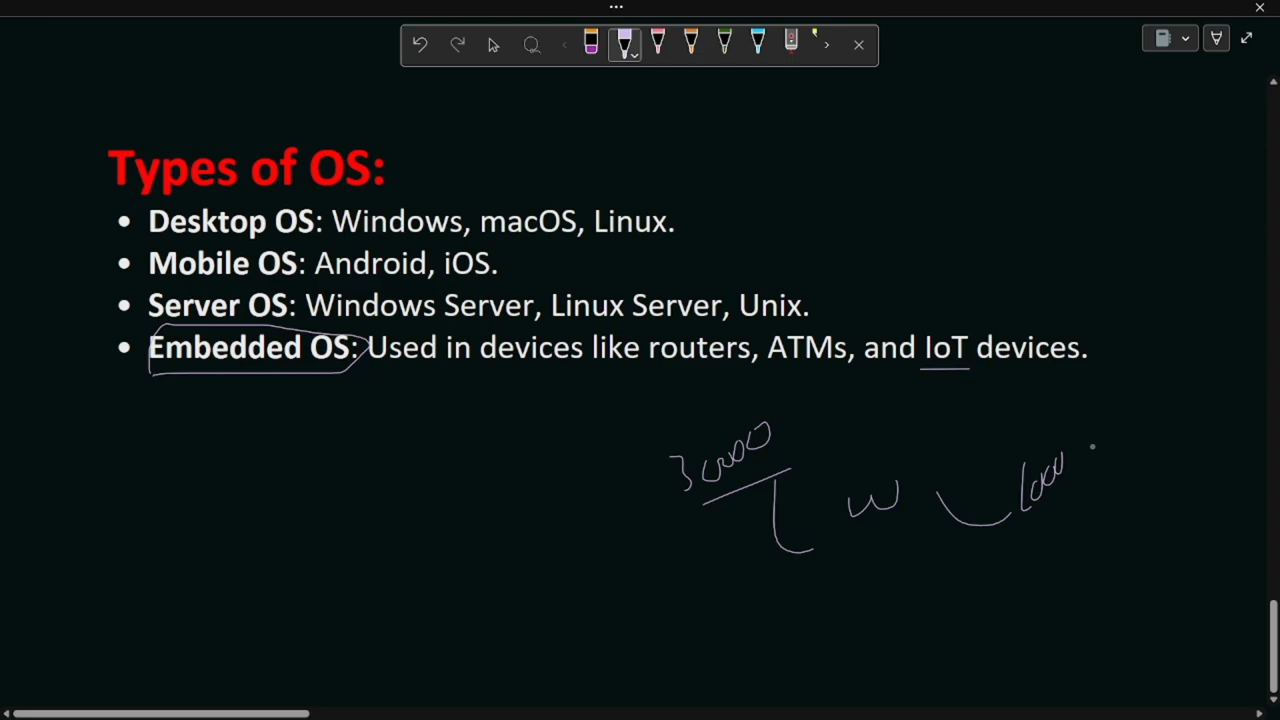 Types of OS:
• Desktop OS: Windows, macOS, Linux.
• Mobile OS: Android, iOS.
• Server OS: Windows Server, Linux Server, Unix.
• Embedded OS: Used in devices like routers, ATMs, and IoT devices.